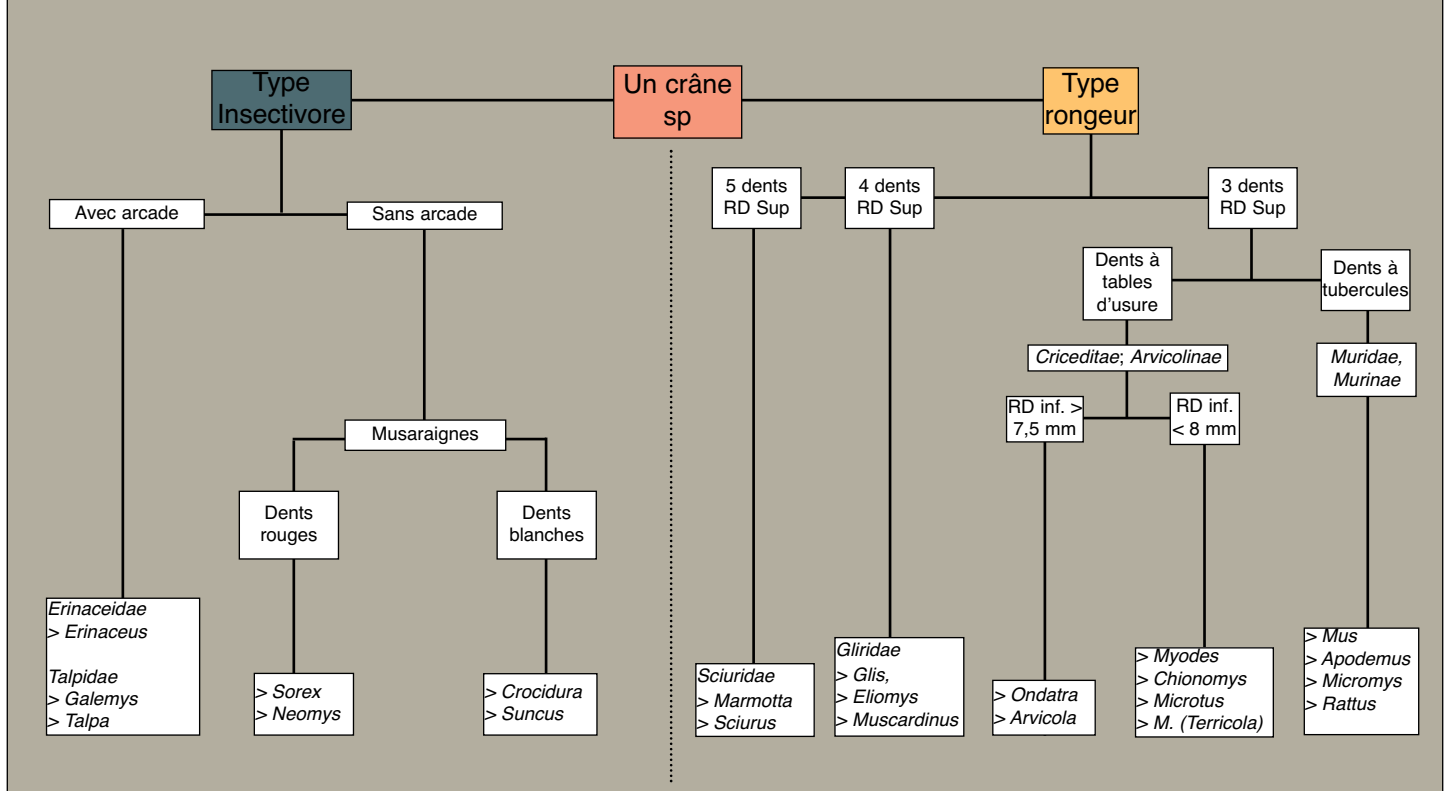 Type
Insectivore
Un crâne
sp
Type
rongeur
Avec arcade
Sans arcade
5 dents
RD Sup
4 dents
RD Sup
3 dents
RD Sup
Dents à
tables
d'usure
Dents à
tubercules
Criceditae; Arvicolinae
Muridae,
Murinae
RD inf. >
7,5 mm
RD inf.
< 8 mm
Musaraignes
Dents
rouges
Dents
blanches
Erinaceidae
> Erinaceus
Talpidae
> Galemys
> Talpa
> Sorex
> Neomys
> Crocidura
> Suncus
Sciuridae
> Marmotta
> Sciurus
Gliridae
> Glis,
> Eliomys
> Muscardinus
> Ondatra
> Arvicola
> Myodes
> Chionomys
> Microtus
> M. (Terricola)
> Mus
> Apodemus
> Micromys
> Rattus